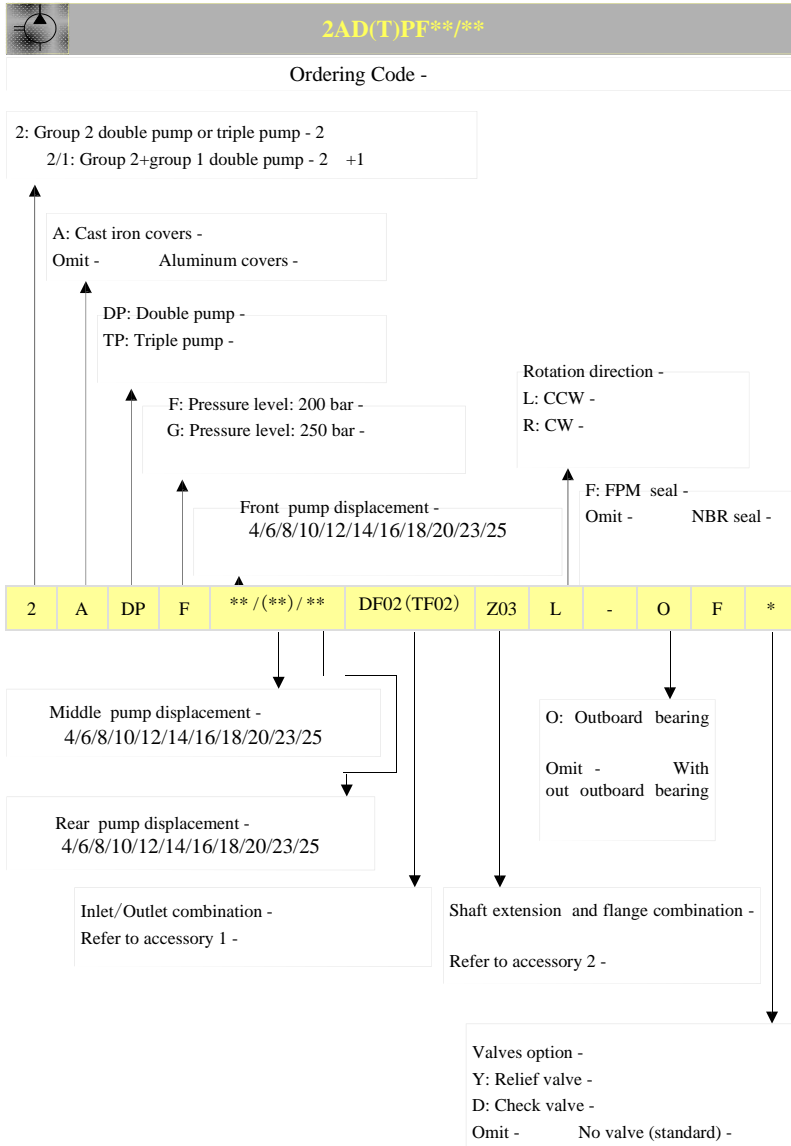 2AD(T)PF**/**
Ordering Code -
2: Group 2 double pump or triple pump - 2
2/1: Group 2+group 1 double pump - 2 +1
A: Cast iron covers -
Omit - Aluminum covers -
DP: Double pump -
TP: Triple pump -
F: Pressure level: 200 bar -
G: Pressure level: 250 bar -
Rotation direction -
L: CCW -
R: CW -
Front pump displacement -
4/6/8/10/12/14/16/18/20/23/25
F: FPM seal -
Omit - NBR seal -
2 A DP F **/(**)/** DF02(TF02) Z03 L - O F *
Middle pump displacement -
4/6/8/10/12/14/16/18/20/23/25
O: Outboard bearing
Omit - With
out outboard bearing
Rear pump displacement -
4/6/8/10/12/14/16/18/20/23/25
Inlet/Outlet combination -
Refer to accessory 1 -
Shaft extension and flange combination -
Refer to accessory 2 -
Valves option -
Y: Relief valve -
D: Check valve -
Omit - No valve (standard) -